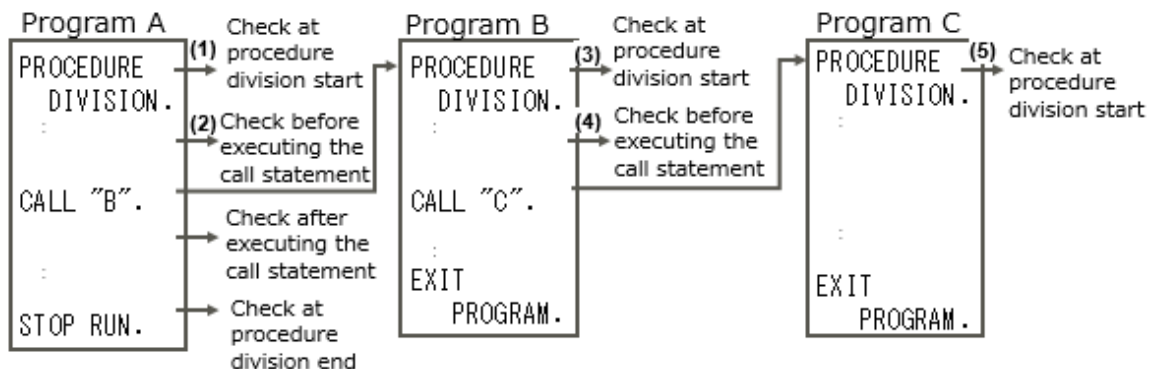 Program A
PROCEDURE
DIVISION.
:
CALL "B".
:
STOP RUN.
(1) Check at
procedure
division start
(2) Check before
executing the
call statement
Check after
executing the
call statement
Check at
procedure
division end
Program B
PROCEDURE
DIVISION.
:
CALL "C".
:
EXIT
PROGRAM.
(3) Check at
procedure
division start
(4) Check before
executing the
call statement
Program C
PROCEDURE
DIVISION.
:
:
EXIT
PROGRAM.
(5) Check at
procedure
division start